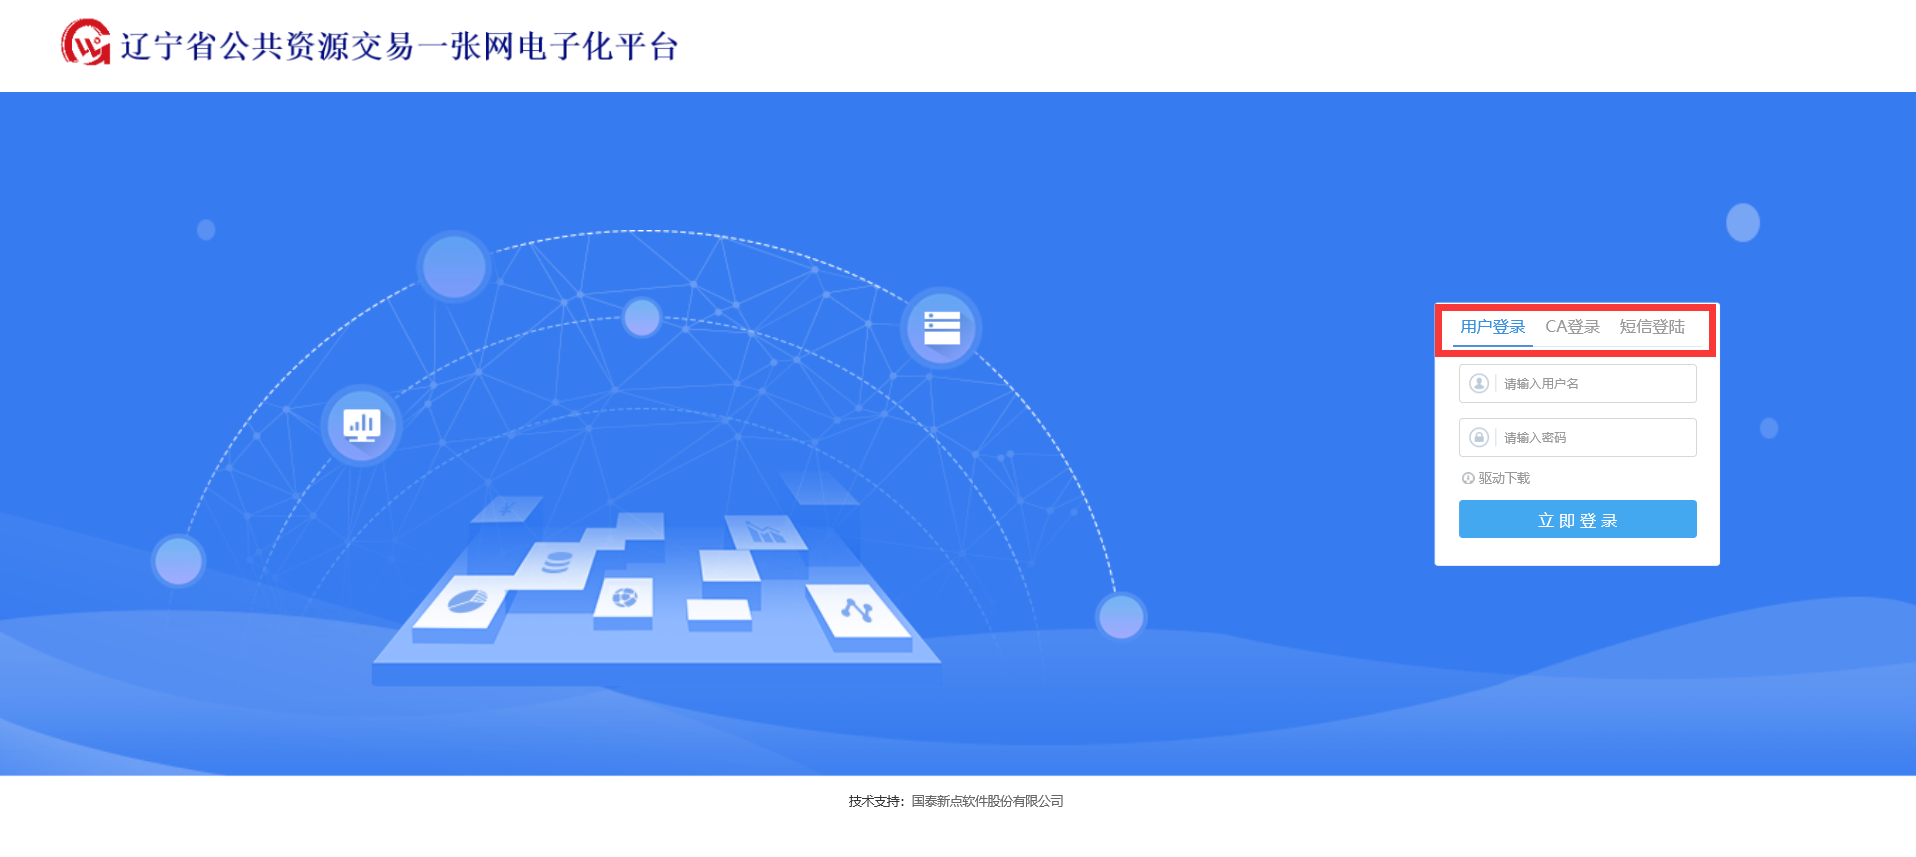 辽宁省公共资源交易一张网电子化平台
用户登录 CA登录 短信登陆
请输入用户名
请输入密码
驱动下载
立即登录
技术支持：国泰新点软件股份有限公司